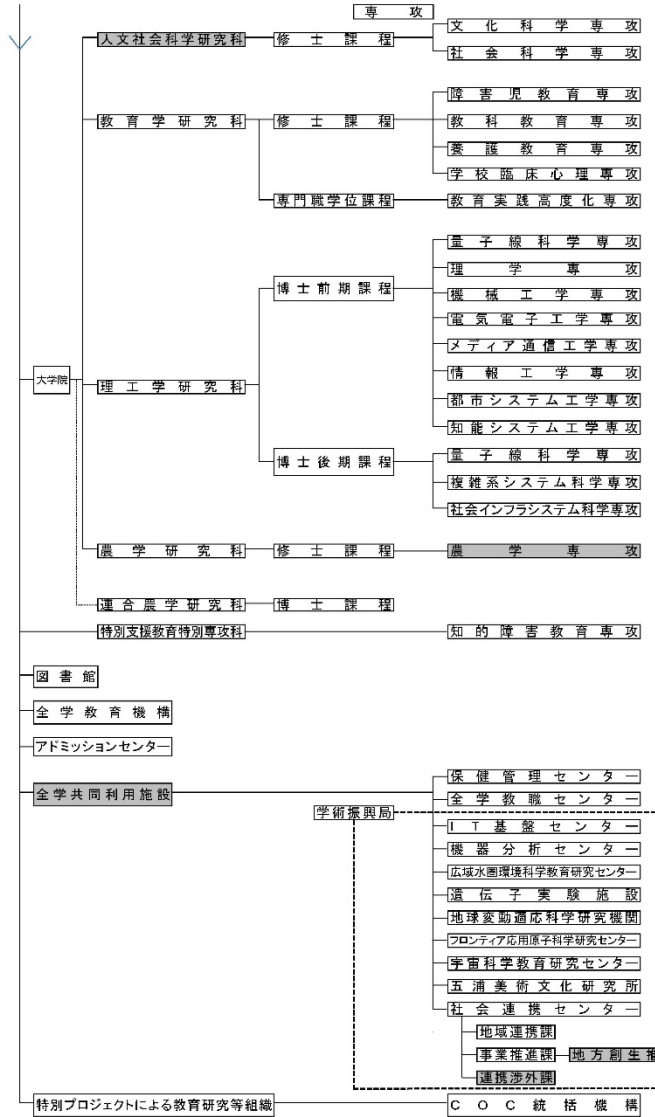 専攻
人文社会科学研究科
修士課程
文化科学専攻
社会科学専攻
教育学研究科
修士課程
障害児教育専攻
教科教育専攻
養護教育専攻
学校臨床心理専攻
専門職学位課程
教育実践高度化専攻
大学院
理工学研究科
博士前期課程
量子線科学専攻
理学専攻
機械工学専攻
電気電子工学専攻
メディア通信工学専攻
情報工学専攻
都市システム工学専攻
知能システム工学専攻
博士後期課程
量子線科学専攻
複雑系システム科学専攻
社会インフラシステム科学専攻
農学研究科
修士課程
農学専攻
連合農学研究科
博士課程
特別支援教育特別専攻科
知的障害教育専攻
図書館
全学教育機構
アドミッションセンター
全学共同利用施設
保健管理センター
全学教職センター
学術振興局
IT基盤センター
機器分析センター
広域水圏環境科学教育研究センター
遺伝子実験施設
地球変動適応科学研究機関
フロンティア応用原子科学研究センター
宇宙科学教育研究センター
五浦美術文化研究所
社会連携センター
地域連携課
事業推進課
地方創生推
連携渉外課
特別プロジェクトによる教育研究等組織
COC統括機構